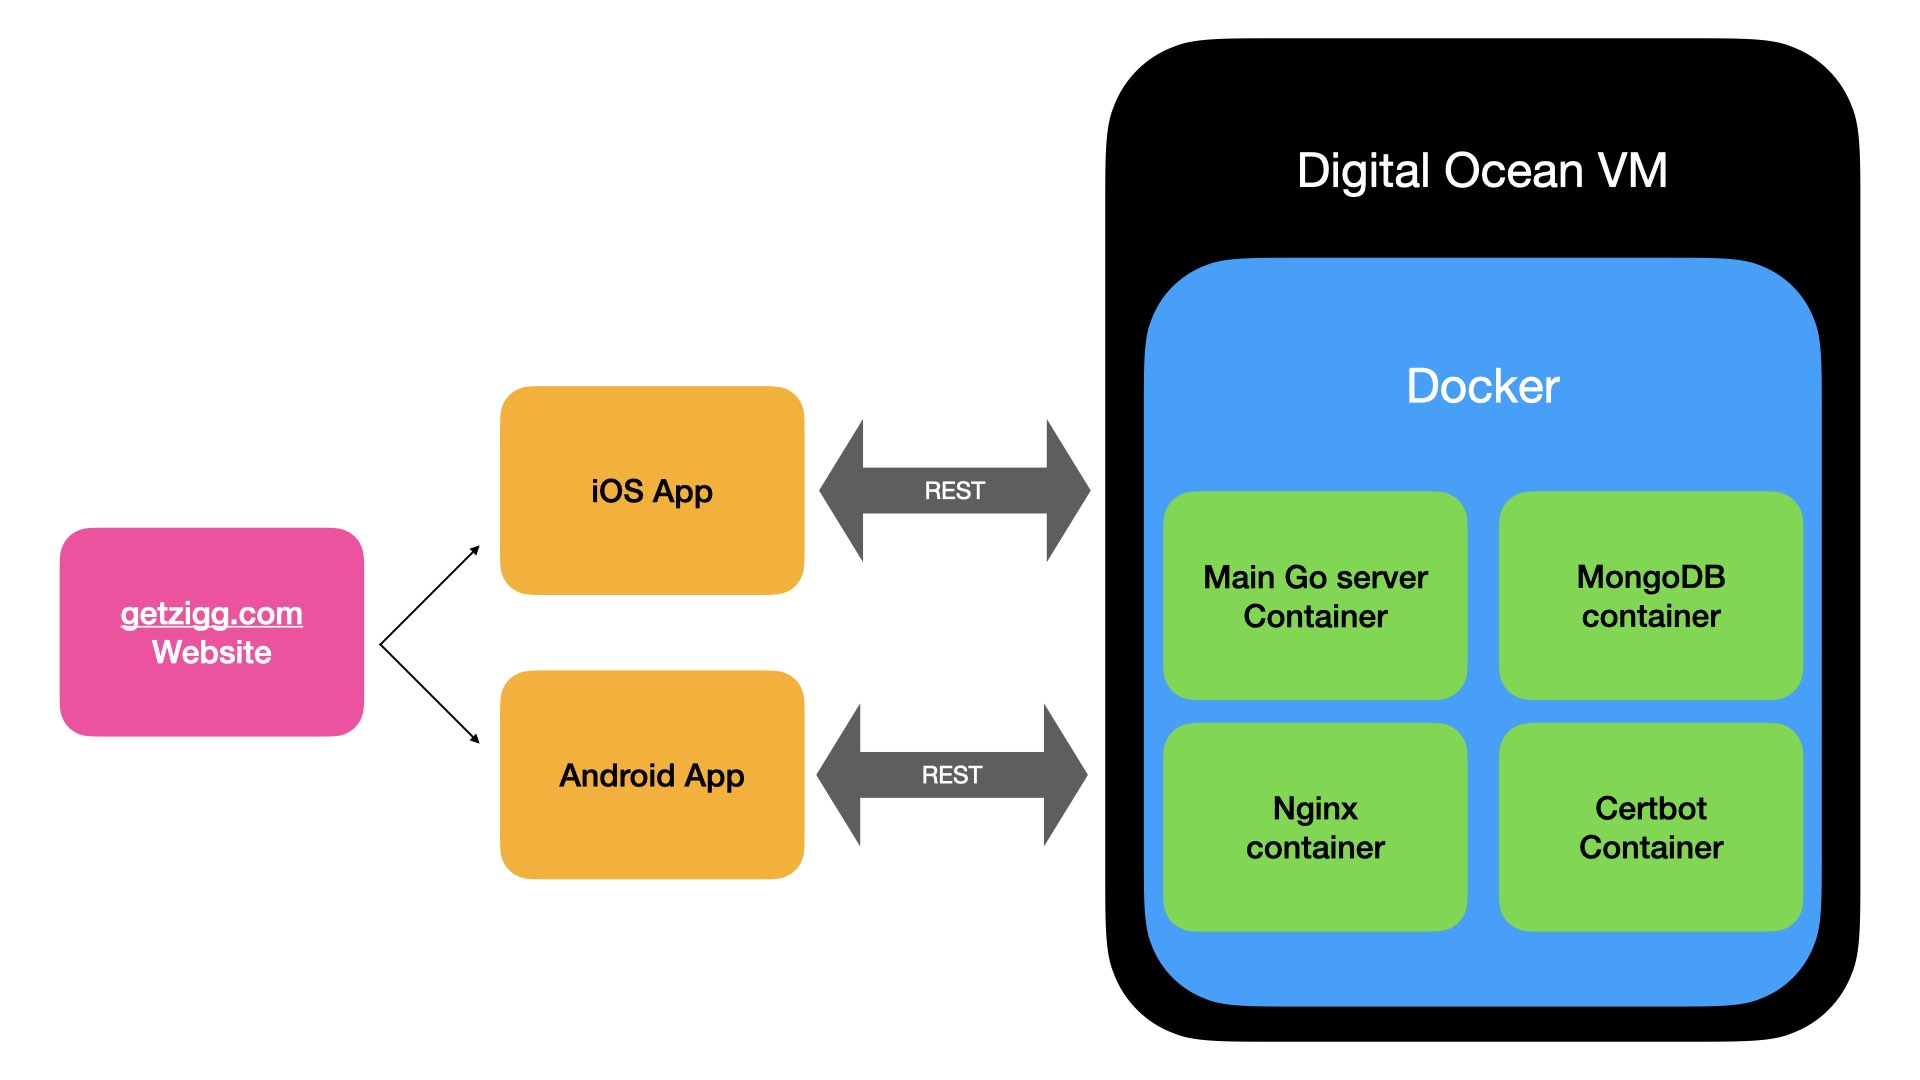 Digital Ocean VM
Docker
iOS App
REST
Main Go server
Container
MongoDB
container
getzigg.com
Website
Android App
REST
Nginx
container
Certbot
Container